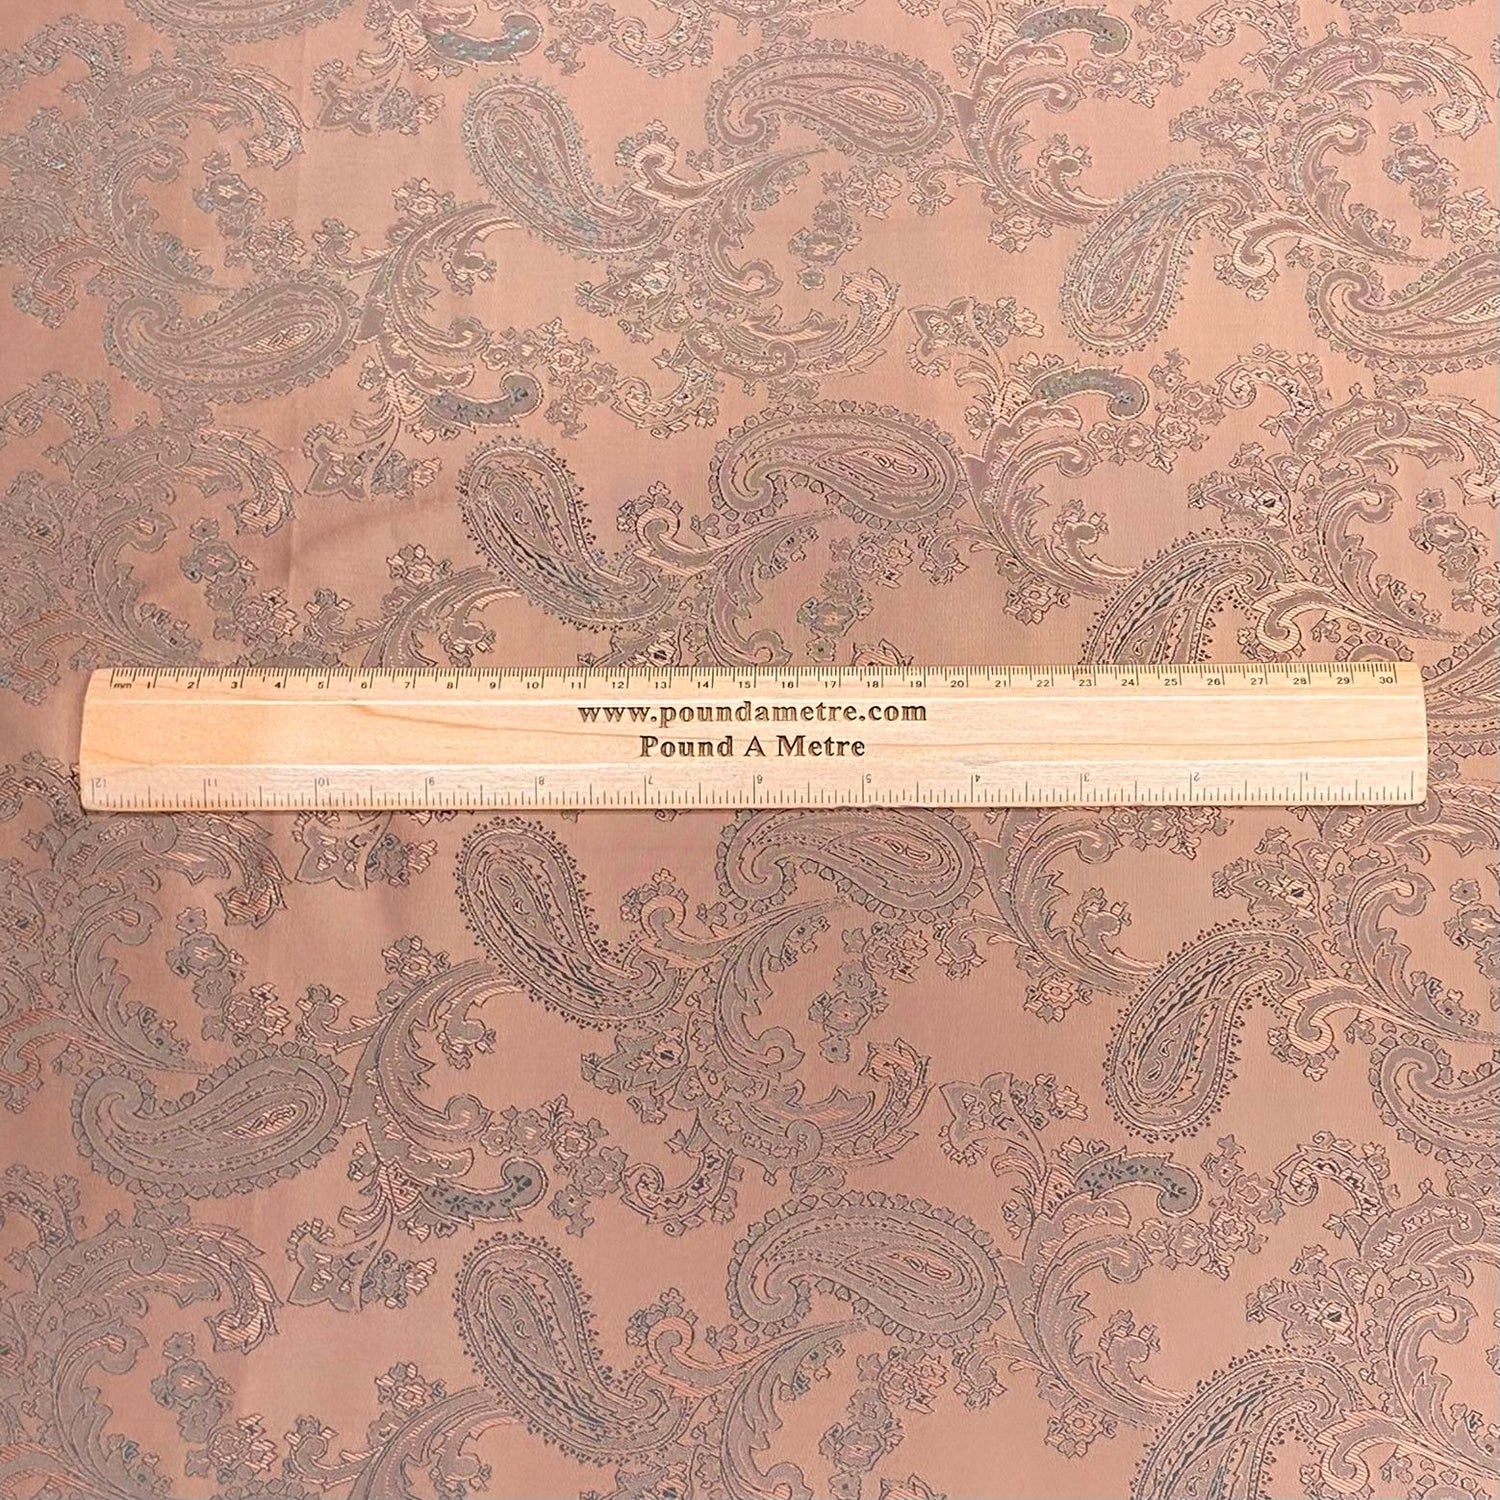 mm 1 2 3 4 5 6 7 8 9 10 11 12 13 14 15 16 17 18 19 20 21 22 23 24 25 26 27 28 29 30
www.poundametre.com
Pound A Metre
12 11 10 9 8 7 6 5 4 3 2 1